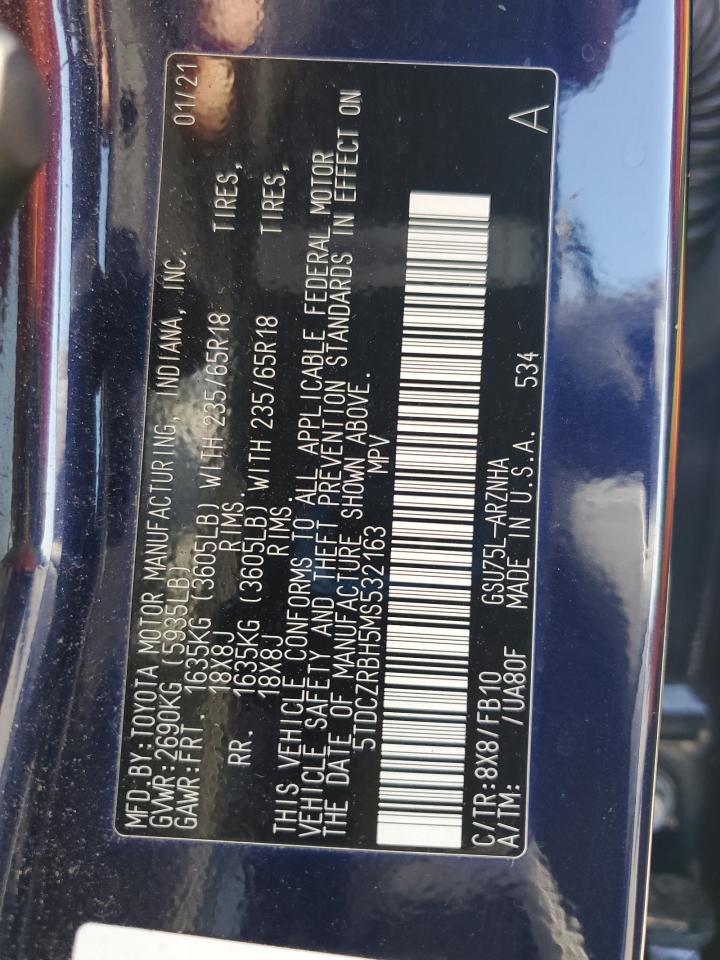 MFD.BY:TOYOTA MOTOR MANUFACTURING, INDIANA, INC. 01/21
GVWR:2690KG (5935LB)
GAWR:FRT. 1635KG (3605LB) WITH 235/65R18 TIRES,
18X8J RIMS.
RR. 1635KG (3605LB) WITH 235/65R18 TIRES,
18X8J RIMS.
THIS VEHICLE CONFORMS TO ALL APPLICABLE FEDERAL MOTOR
VEHICLE SAFETY AND THEFT PREVENTION STANDARDS IN EFFECT ON
THE DATE OF MANUFACTURE SHOWN ABOVE.
5TDCZRBH5MS532163 MPV
C/TR:8X8/FB10 GSU75L-ARZNHA
A/TM: /UA80F MADE IN U.S.A. 534 A